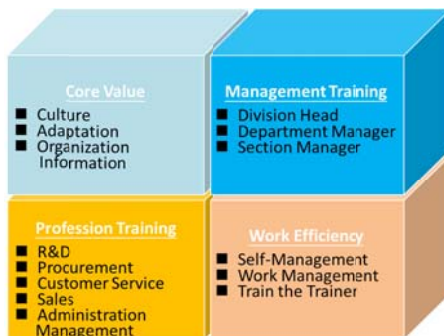 Core Value
■ Culture
■ Adaptation
■ Organization
Information
Management Training
■ Division Head
■ Department Manager
■ Section Manager
Profession Training
■ R&D
■ Procurement
■ Customer Service
■ Sales
■ Administration
Management
Work Efficiency
■ Self-Management
■ Work Management
■ Train the Trainer